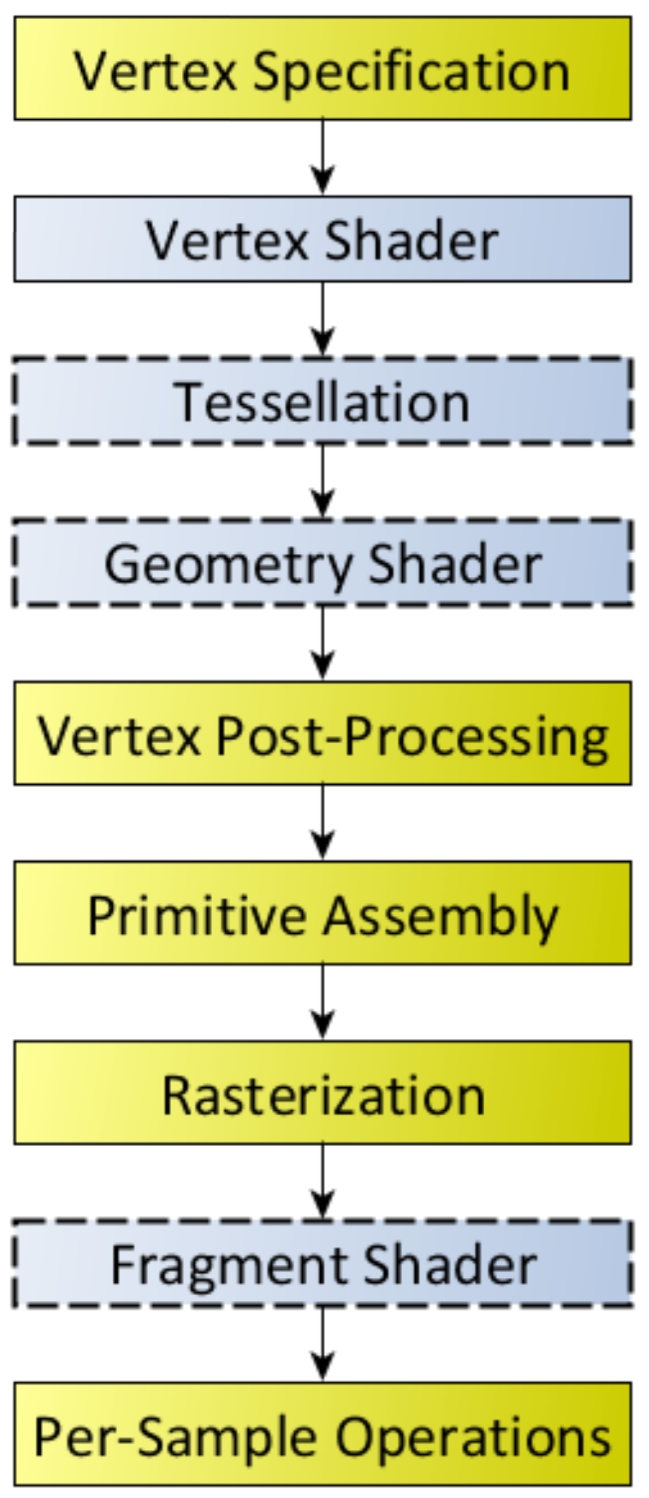 Vertex Specification
Vertex Shader
Tessellation
Geometry Shader
Vertex Post-Processing
Primitive Assembly
Rasterization
Fragment Shader
Per-Sample Operations